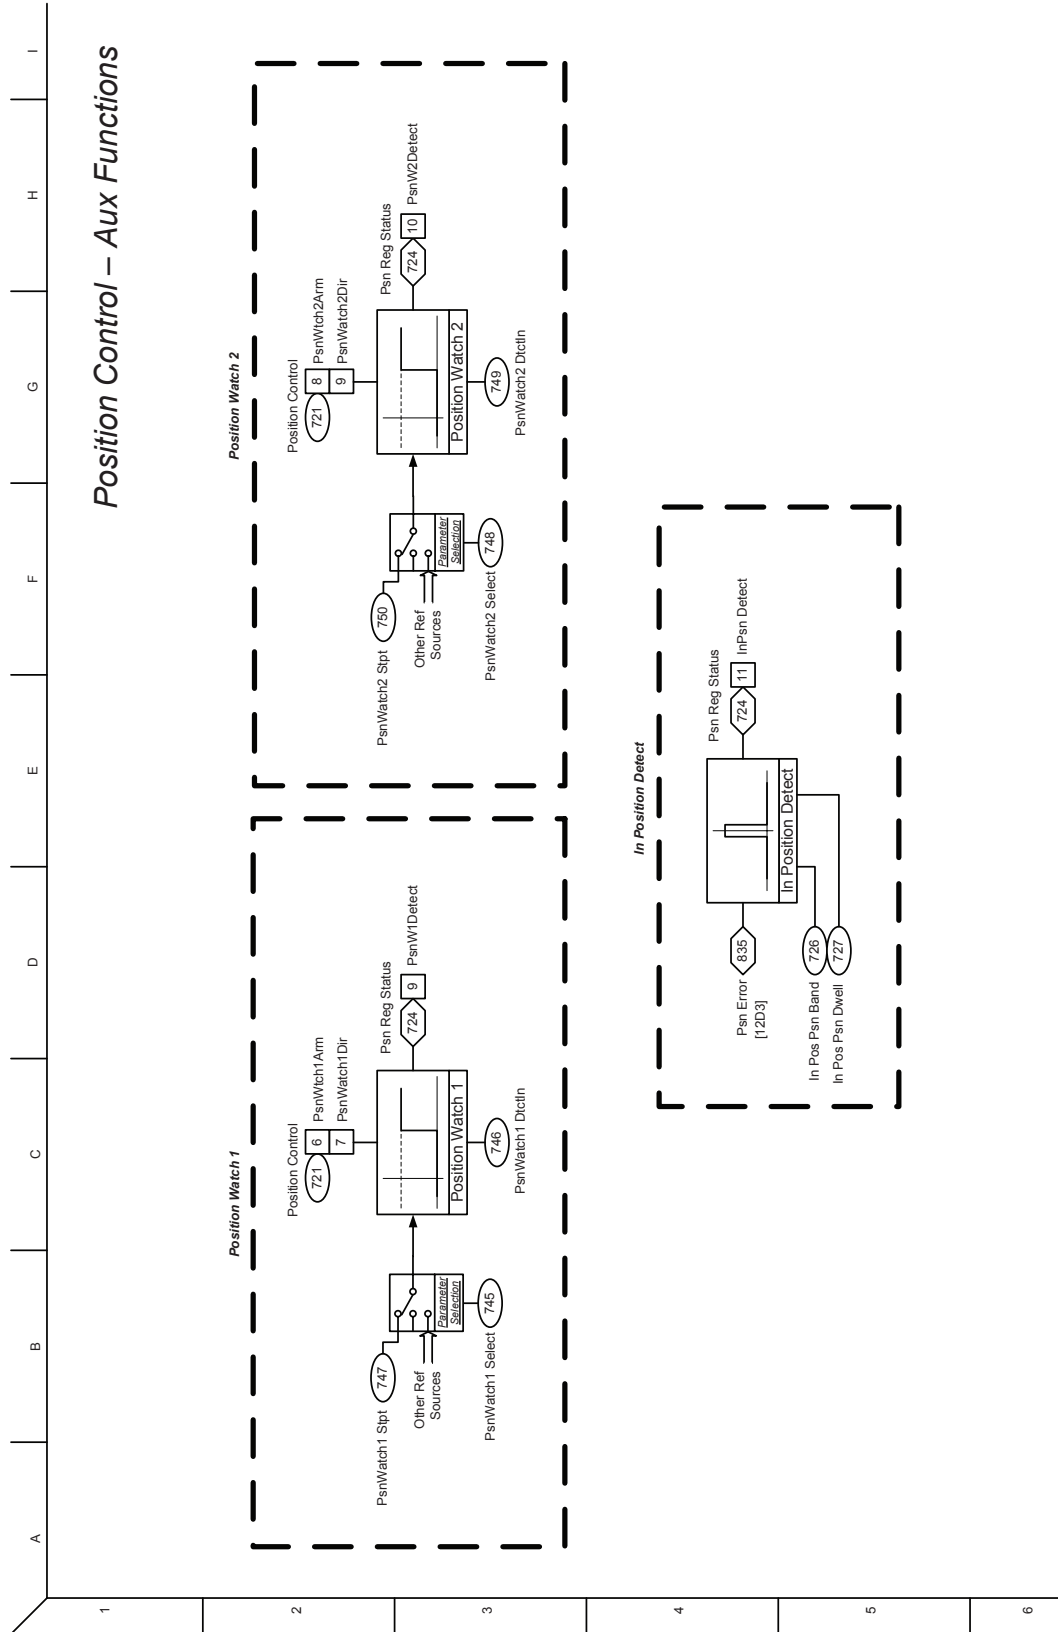 A
B
C
D
E
F
G
H
I
Position Control – Aux Functions
1
Position Watch 1
Position Control
721
6
PsnWtch1Arm
7
PsnWatch1Dir
PsnWatch1 Stpt
747
Other Ref
Sources
Parameter
Selection
745
PsnWatch1 Select
Position Watch 1
746
PsnWatch1 DtctIn
Psn Reg Status
724
9
PsnW1Detect
Position Watch 2
Position Control
721
8
PsnWtch2Arm
9
PsnWatch2Dir
PsnWatch2 Stpt
750
Other Ref
Sources
Parameter
Selection
748
PsnWatch2 Select
Position Watch 2
749
PsnWatch2 DtctIn
Psn Reg Status
724
10
PsnW2Detect
2
3
In Position Detect
Psn Error
[12D3]
835
In Position Detect
Psn Reg Status
724
11
InPsn Detect
In Pos Psn Band
726
In Pos Psn Dwell
727
4
5
6